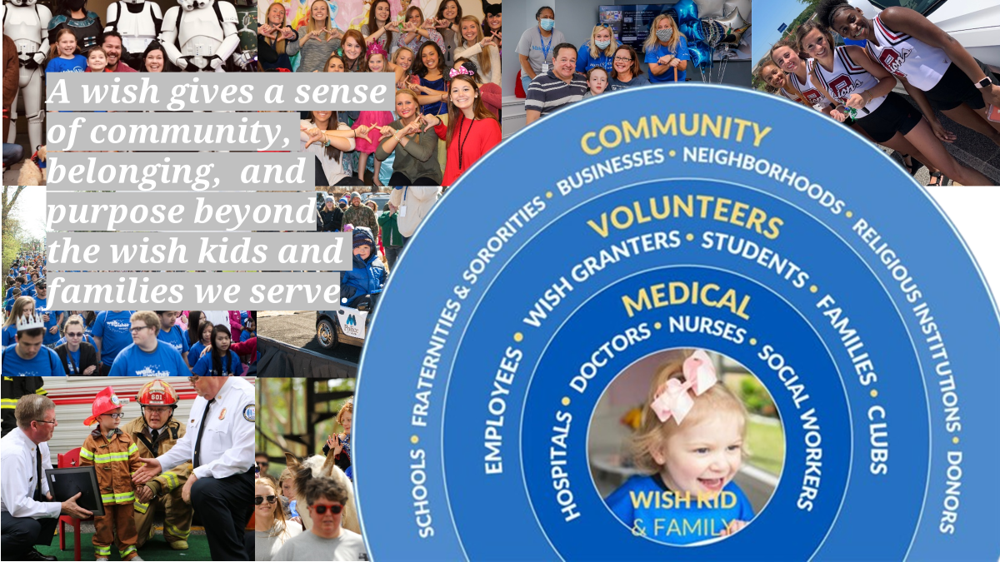 A wish gives a sense
of community,
belonging,  and
purpose beyond
the wish kids and
families we serve.
COMMUNITY
SCHOOLS • FRATERNITIES & SORORITIES • BUSINESSES • NEIGHBORHOODS • RELIGIOUS INSTITUTIONS • DONORS
VOLUNTEERS
EMPLOYEES • WISH GRANTERS • STUDENTS • FAMILIES • CLUBS
MEDICAL
HOSPITALS • DOCTORS • NURSES • SOCIAL WORKERS
WISH KID
& FAMILY
601
Police